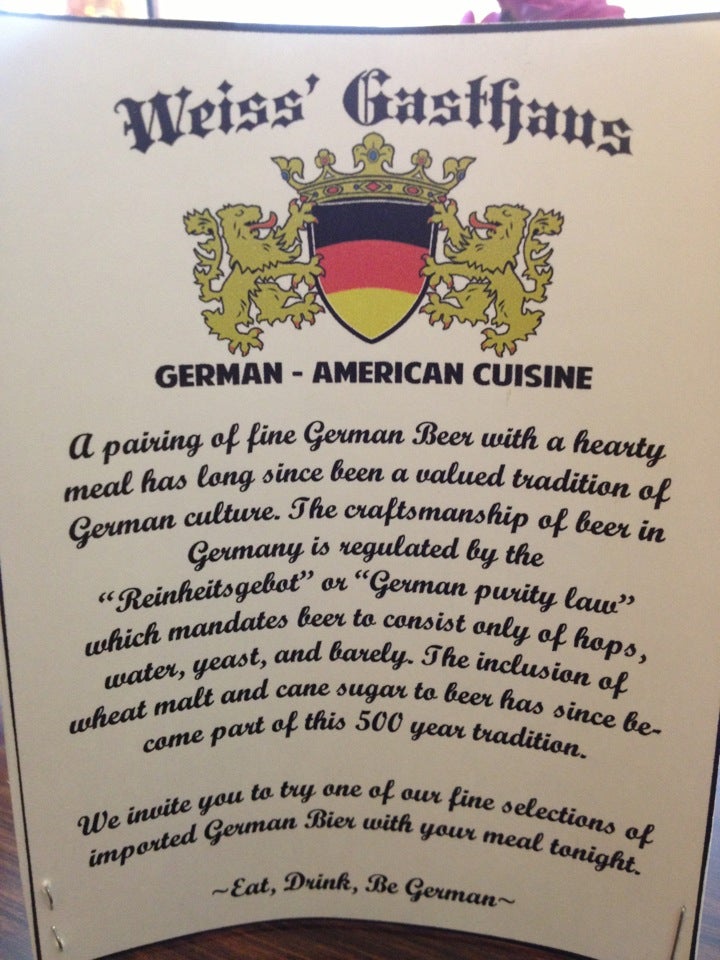 Weiss' Gasthaus
GERMAN - AMERICAN CUISINE
A pairing of fine German Beer with a hearty
meal has long since been a valued tradition of
German culture. The craftsmanship of beer in
Germany is regulated by the
“Reinheitsgebot” or “German purity law”
which mandates beer to consist only of hops,
water, yeast, and barely. The inclusion of
wheat malt and cane sugar to beer has since be-
come part of this 500 year tradition.
We invite you to try one of our fine selections of
imported German Bier with your meal tonight.
~Eat, Drink, Be German~